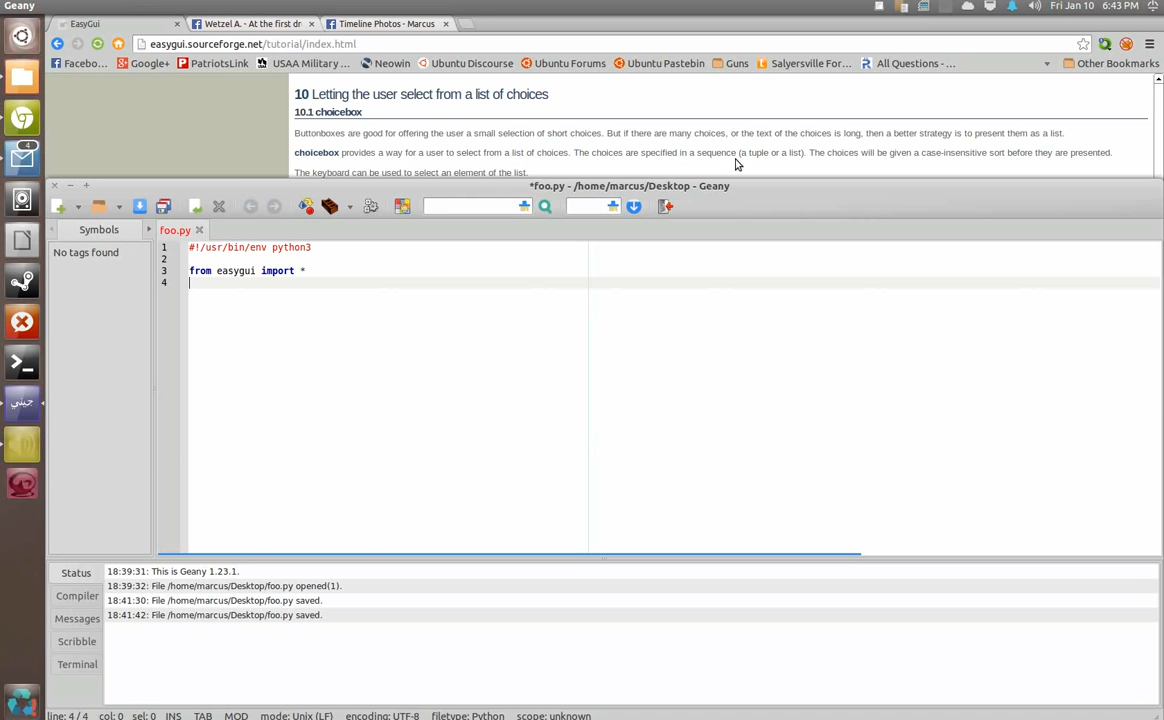 Geany
Fri Jan 10 6:43 PM
EasyGui
Wetzel A. - At the first dr
Timeline Photos - Marcus
easygui.sourceforge.net/tutorial/index.html
Facebo...
Google+
PatriotsLink
USAA Military ...
Neowin
Ubuntu Discourse
Ubuntu Forums
Ubuntu Pastebin
Guns
Salyersville For...
All Questions - ...
Other Bookmarks
10 Letting the user select from a list of choices
10.1 choicebox
Buttonboxes are good for offering the user a small selection of short choices. But if there are many choices, or the text of the choices is long, then a better strategy is to present them as a list.
choicebox provides a way for a user to select from a list of choices. The choices are specified in a sequence (a tuple or a list). The choices will be given a case-insensitive sort before they are presented.
The keyboard can be used to select an element of the list.
*foo.py - /home/marcus/Desktop - Geany
Symbols
foo.py
No tags found
1 #!/usr/bin/env python3
2
3 from easygui import *
4
4
جيني
Status
Compiler
Messages
Scribble
Terminal
18:39:31: This is Geany 1.23.1.
18:39:32: File /home/marcus/Desktop/foo.py opened(1).
18:41:30: File /home/marcus/Desktop/foo.py saved.
18:41:42: File /home/marcus/Desktop/foo.py saved.
line: 4 / 4 col: 0 sel: 0 INS TAB MOD mode: Unix (LF) encoding: UTF-8 filetype: Python scope: unknown